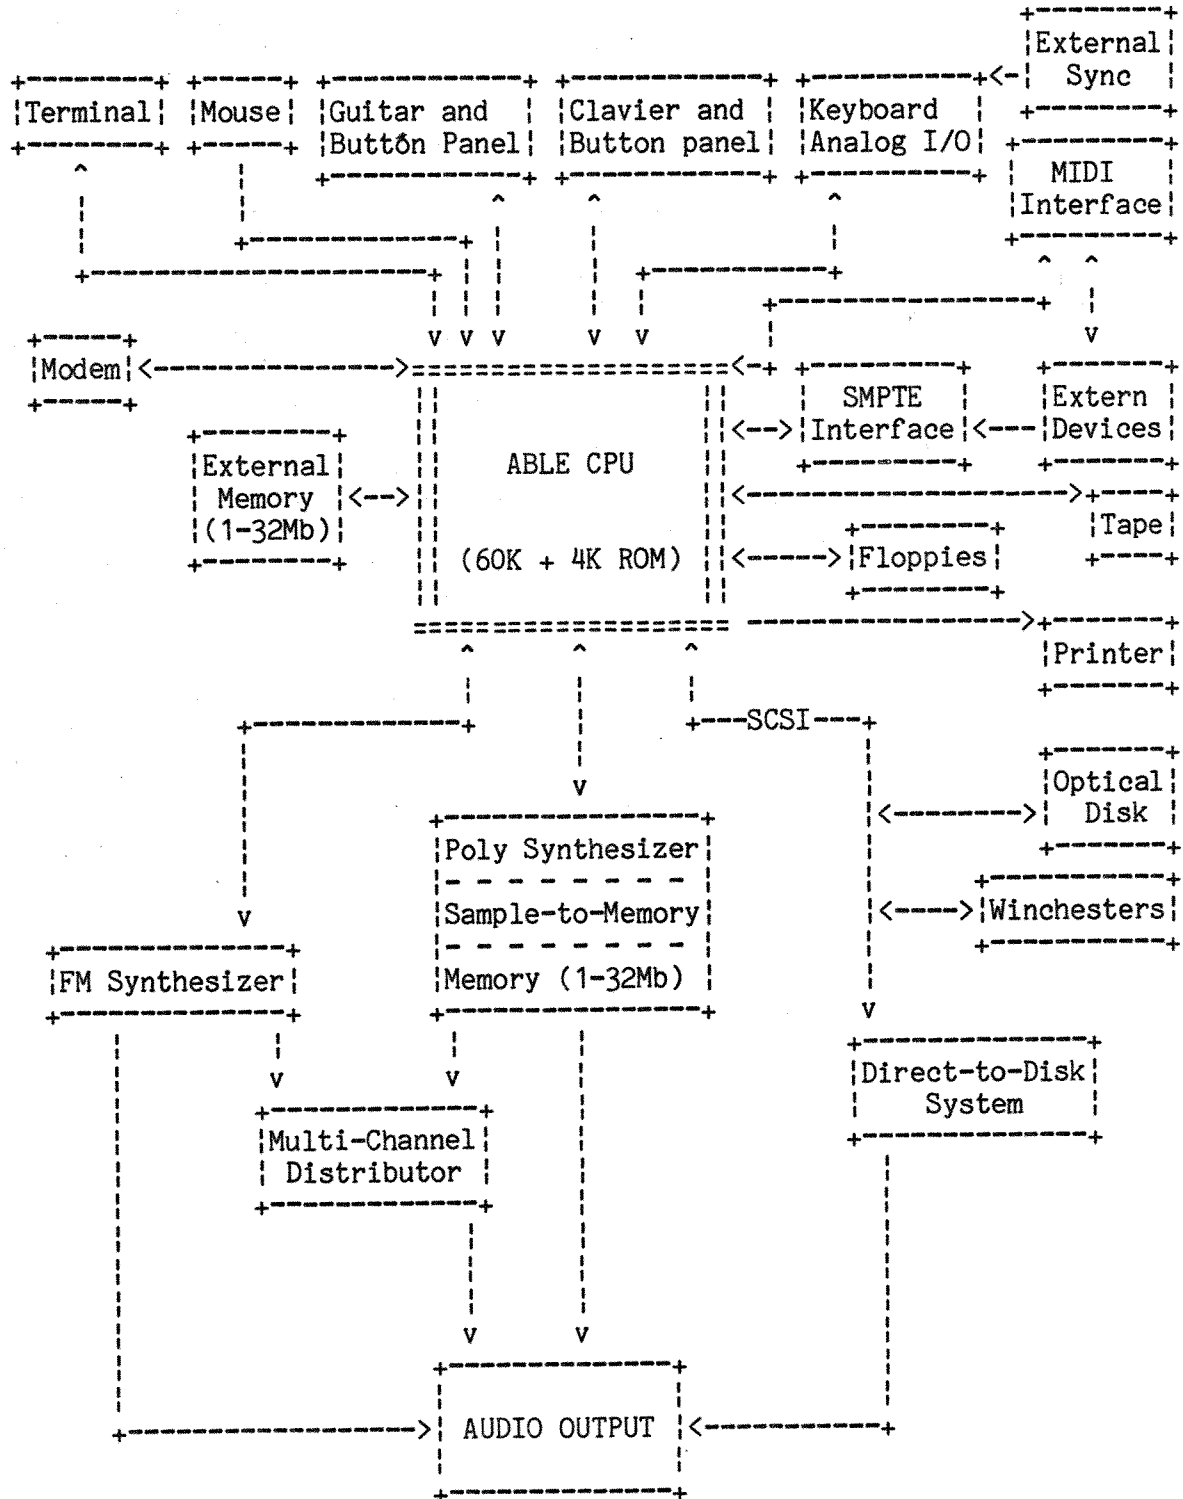 External
Sync
Terminal
Mouse
Guitar and
Button Panel
Clavier and
Button panel
Keyboard
Analog I/O
MIDI
Interface
Modem
SMPTE
Interface
Extern
Devices
External
Memory
(1-32Mb)
ABLE CPU
(60K + 4K ROM)
Tape
Floppies
Printer
SCSI
Optical
Disk
Poly Synthesizer
Sample-to-Memory
Memory (1-32Mb)
Winchesters
FM Synthesizer
Direct-to-Disk
System
Multi-Channel
Distributor
AUDIO OUTPUT